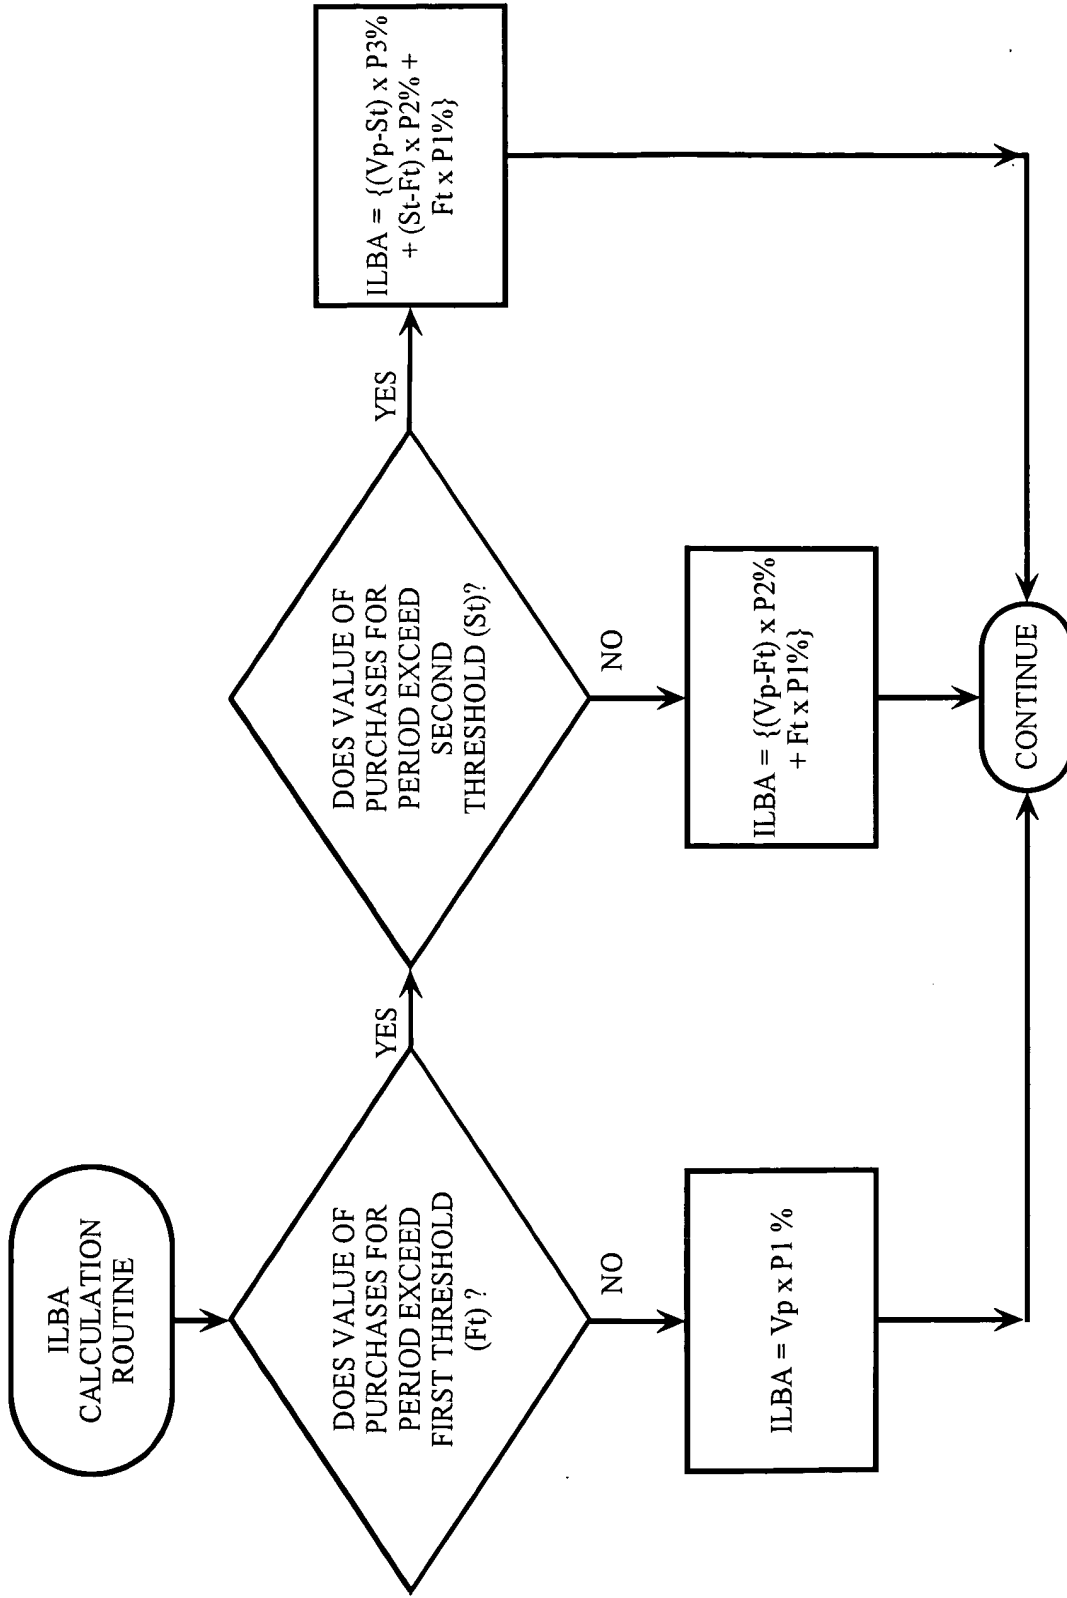 ILBA
CALCULATION
ROUTINE
DOES VALUE OF
PURCHASES FOR
PERIOD EXCEED
FIRST THRESHOLD
(Ft) ?
YES
NO
ILBA = Vp x P1 %
DOES VALUE OF
PURCHASES FOR
PERIOD EXCEED
SECOND
THRESHOLD (St)?
YES
NO
ILBA = {(Vp-Ft) x P2%
+ Ft x P1%}
ILBA = {(Vp-St) x P3%
+ (St-Ft) x P2% +
Ft x P1%}
CONTINUE